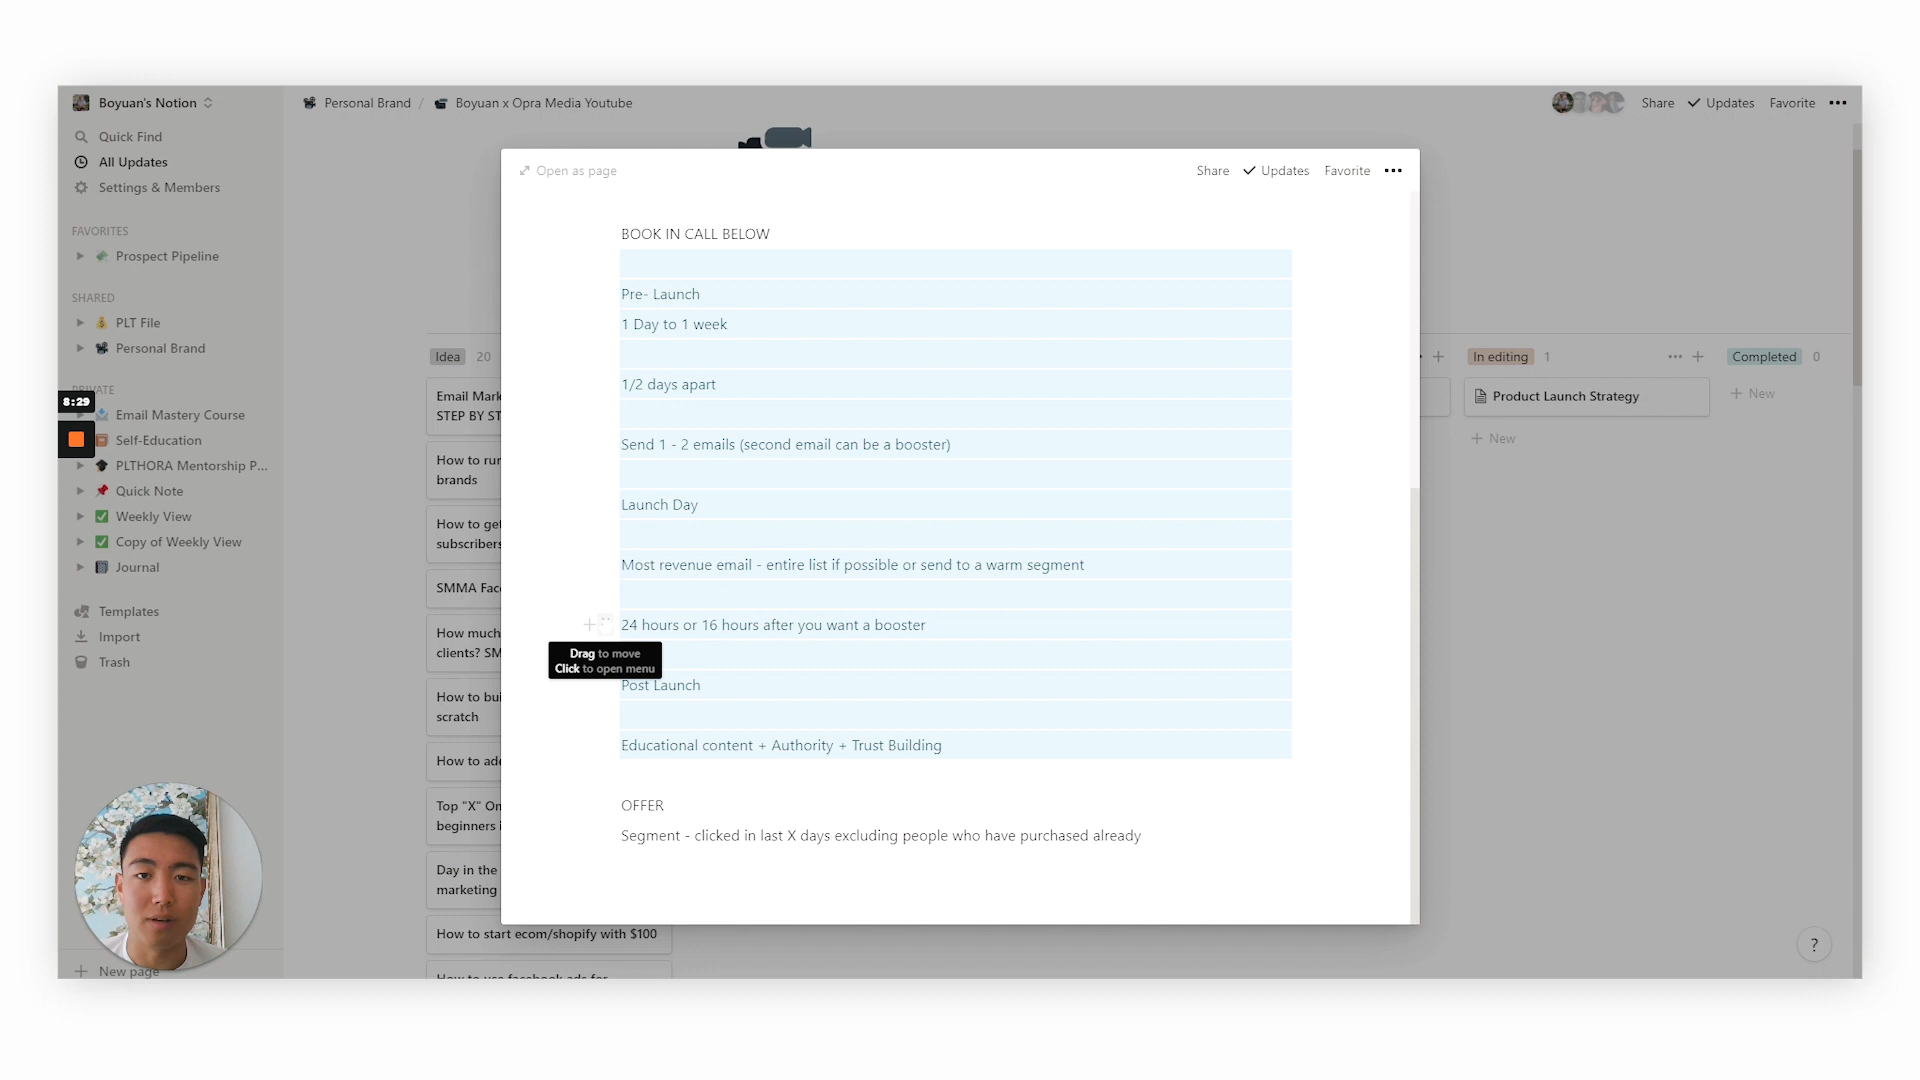 Boyuan's Notion
Personal Brand / Boyuan x Opra Media Youtube
Share
Updates
Favorite
Quick Find
All Updates
Settings & Members
FAVORITES
Prospect Pipeline
SHARED
PLT File
Personal Brand
PRIVATE
8:29
Email Mastery Course
Self-Education
PLTHORA Mentorship P...
Quick Note
Weekly View
Copy of Weekly View
Journal
Templates
Import
Trash
New page
Idea 20
Email Mark
STEP BY ST
How to run
brands
How to get
subscribers
SMMA Fac
How much
clients? SM
How to bui
scratch
How to ade
Top "X" On
beginners i
Day in the
marketing
How to start ecom/shopify with $100
How to use facebook ads for
Open as page
Share
Updates
Favorite
BOOK IN CALL BELOW
Pre- Launch
1 Day to 1 week
1/2 days apart
Send 1 - 2 emails (second email can be a booster)
Launch Day
Most revenue email - entire list if possible or send to a warm segment
24 hours or 16 hours after you want a booster
Drag to move
Click to open menu
Post Launch
Educational content + Authority + Trust Building
OFFER
Segment - clicked in last X days excluding people who have purchased already
In editing 1
Product Launch Strategy
New
Completed 0
New
?